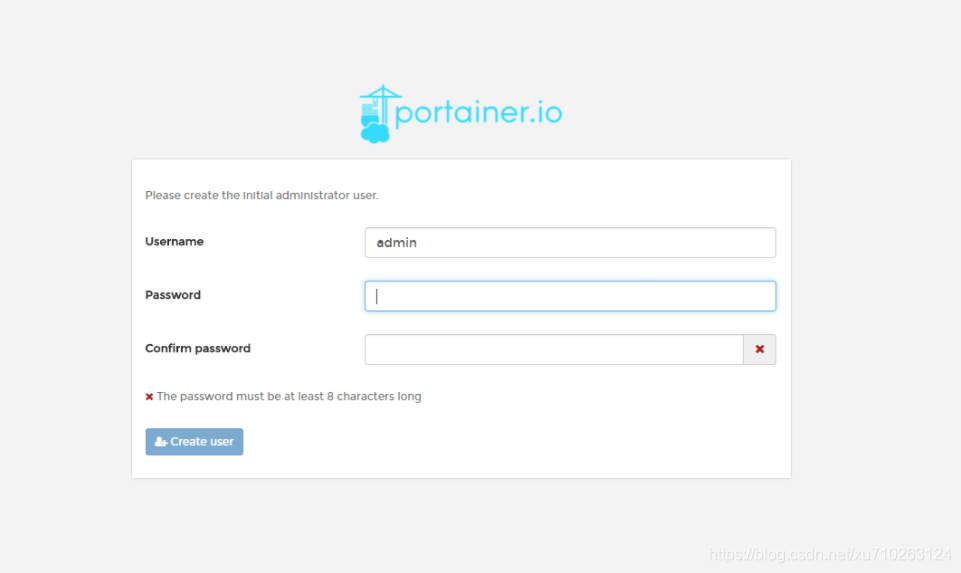 portainer.io
Please create the initial administrator user.
Username
admin
Password
Confirm password
The password must be at least 8 characters long
Create user
https://blog.csdn.net/xu710263124